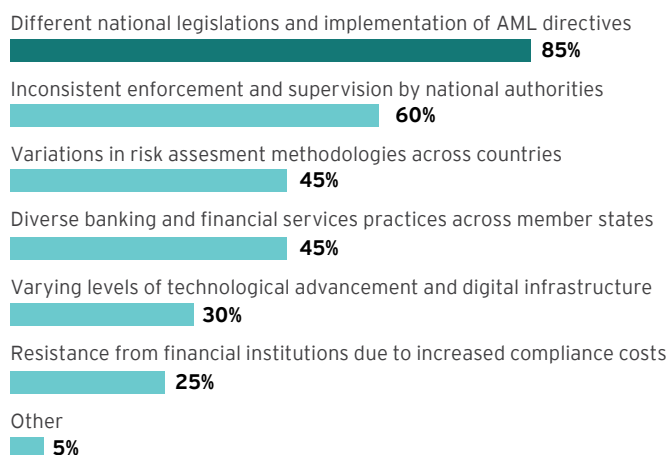 Different national legislations and implementation of AML directives
85%
Inconsistent enforcement and supervision by national authorities
60%
Variations in risk assesment methodologies across countries
45%
Diverse banking and financial services practices across member states
45%
Varying levels of technological advancement and digital infrastructure
30%
Resistance from financial institutions due to increased compliance costs
25%
Other
5%